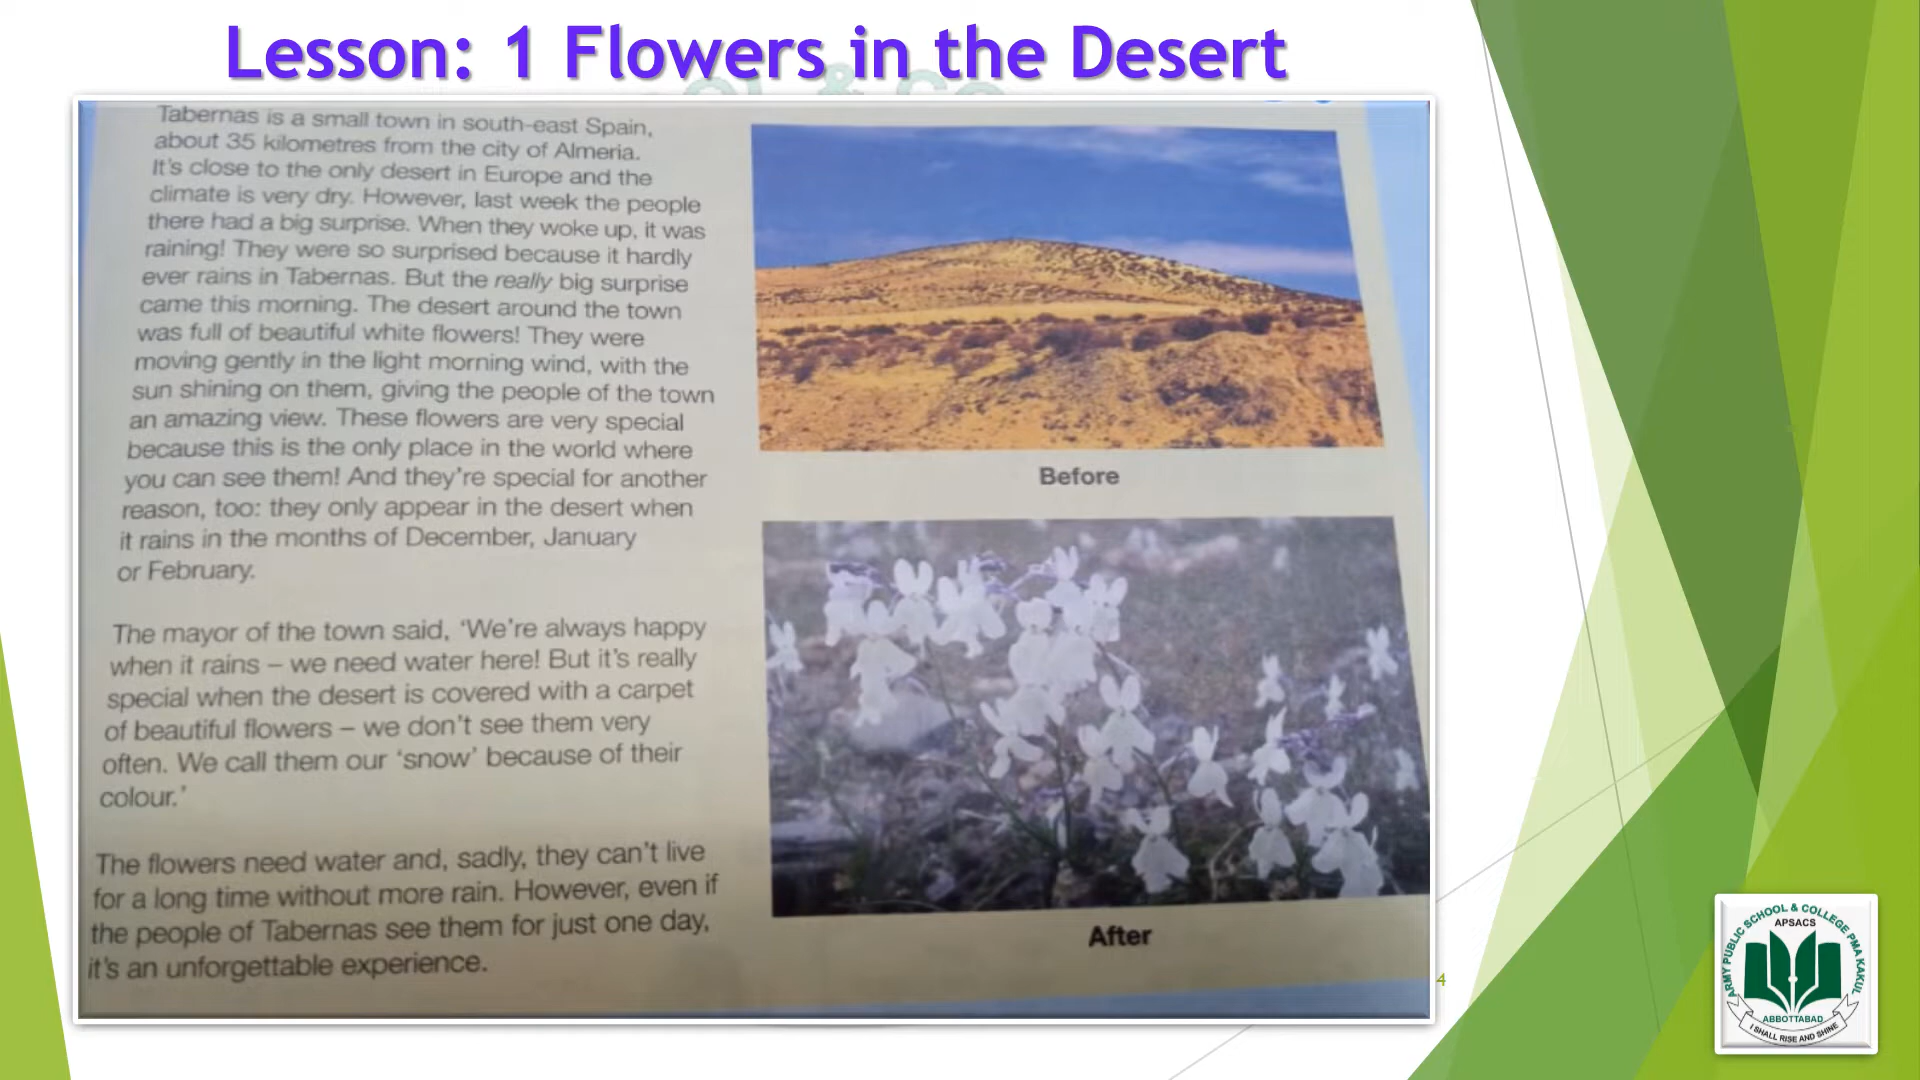 Lesson: 1 Flowers in the Desert
Tabernas is a small town in south-east Spain,
about 35 kilometres from the city of Almeria.
It's close to the only desert in Europe and the
climate is very dry. However, last week the people
there had a big surprise. When they woke up, it was
raining! They were so surprised because it hardly
ever rains in Tabernas. But the really big surprise
came this morning. The desert around the town
was full of beautiful white flowers! They were
moving gently in the light morning wind, with the
sun shining on them, giving the people of the town
an amazing view. These flowers are very special
because this is the only place in the world where
you can see them! And they're special for another
reason, too: they only appear in the desert when
it rains in the months of December, January
or February.
The mayor of the town said, 'We're always happy
when it rains – we need water here! But it's really
special when the desert is covered with a carpet
of beautiful flowers – we don't see them very
often. We call them our 'snow' because of their
colour.'
The flowers need water and, sadly, they can't live
for a long time without more rain. However, even if
the people of Tabernas see them for just one day,
it's an unforgettable experience.
Before
After
4
ARMY PUBLIC SCHOOL & COLLEGE PMA KAKUL
APSACS
ABBOTTABAD
I SHALL RISE AND SHINE